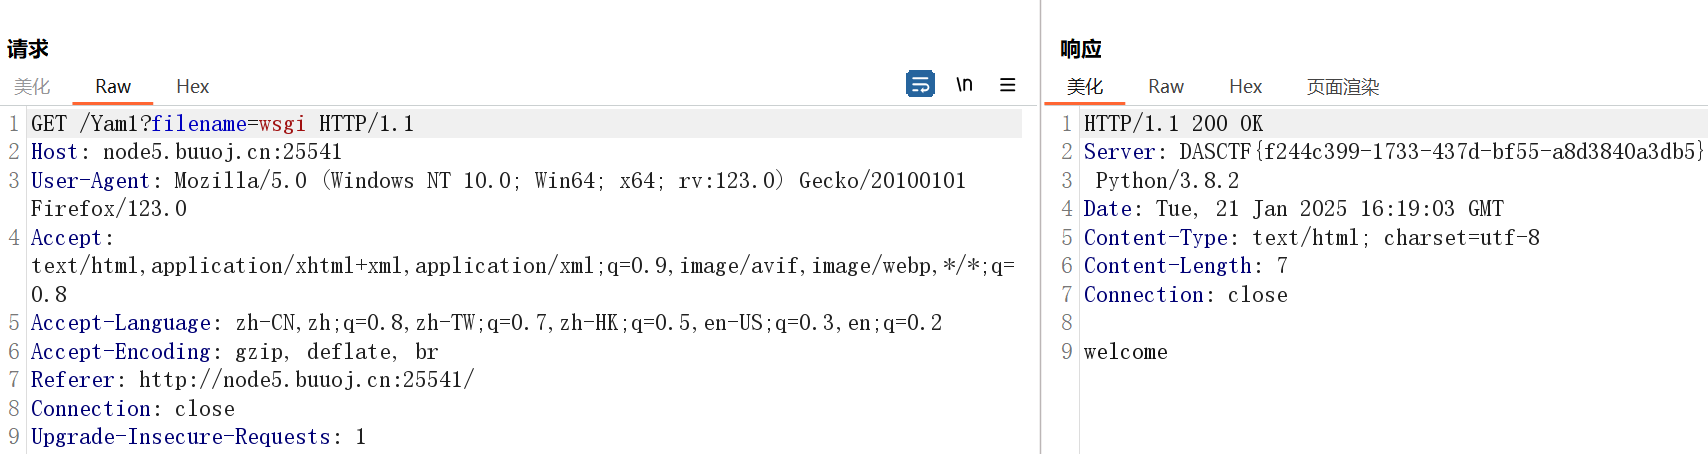 请求
美化 Raw Hex \n
1 GET /Yam1?filename=wsgi HTTP/1.1
2 Host: node5.buuoj.cn:25541
3 User-Agent: Mozilla/5.0 (Windows NT 10.0; Win64; x64; rv:123.0) Gecko/20100101
Firefox/123.0
4 Accept:
text/html,application/xhtml+xml,application/xml;q=0.9,image/avif,image/webp,*/*;q=
0.8
5 Accept-Language: zh-CN,zh;q=0.8,zh-TW;q=0.7,zh-HK;q=0.5,en-US;q=0.3,en;q=0.2
6 Accept-Encoding: gzip, deflate, br
7 Referer: http://node5.buuoj.cn:25541/
8 Connection: close
9 Upgrade-Insecure-Requests: 1
响应
美化 Raw Hex 页面渲染
1 HTTP/1.1 200 OK
2 Server: DASCTF{f244c399-1733-437d-bf55-a8d3840a3db5}
3 Python/3.8.2
4 Date: Tue, 21 Jan 2025 16:19:03 GMT
5 Content-Type: text/html; charset=utf-8
6 Content-Length: 7
7 Connection: close
8
9 welcome